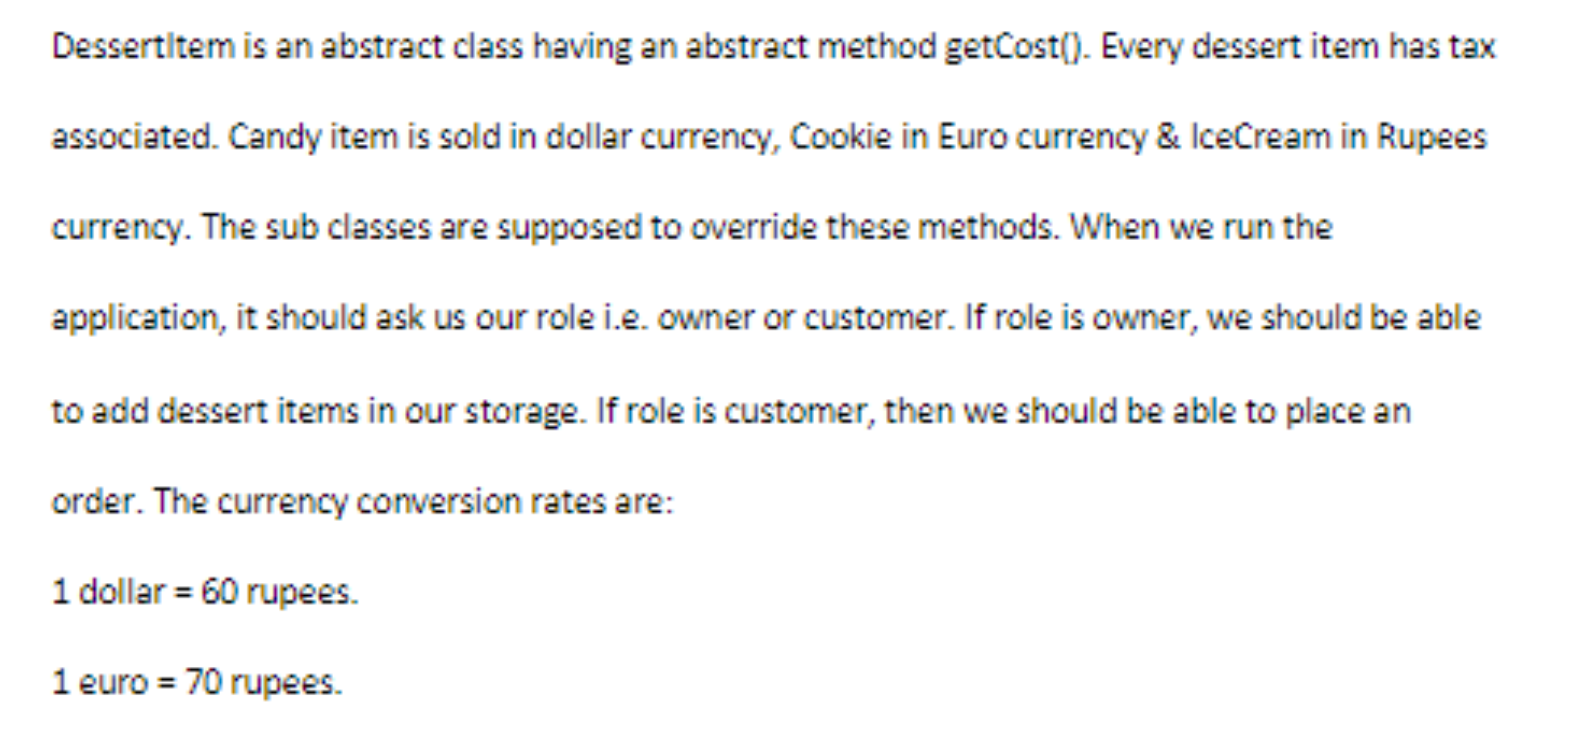 DessertItem is an abstract class having an abstract method getCost(). Every dessert item has tax
associated. Candy item is sold in dollar currency, Cookie in Euro currency & IceCream in Rupees
currency. The sub classes are supposed to override these methods. When we run the
application, it should ask us our role i.e. owner or customer. If role is owner, we should be able
to add dessert items in our storage. If role is customer, then we should be able to place an
order. The currency conversion rates are:
1 dollar = 60 rupees.
1 euro = 70 rupees.